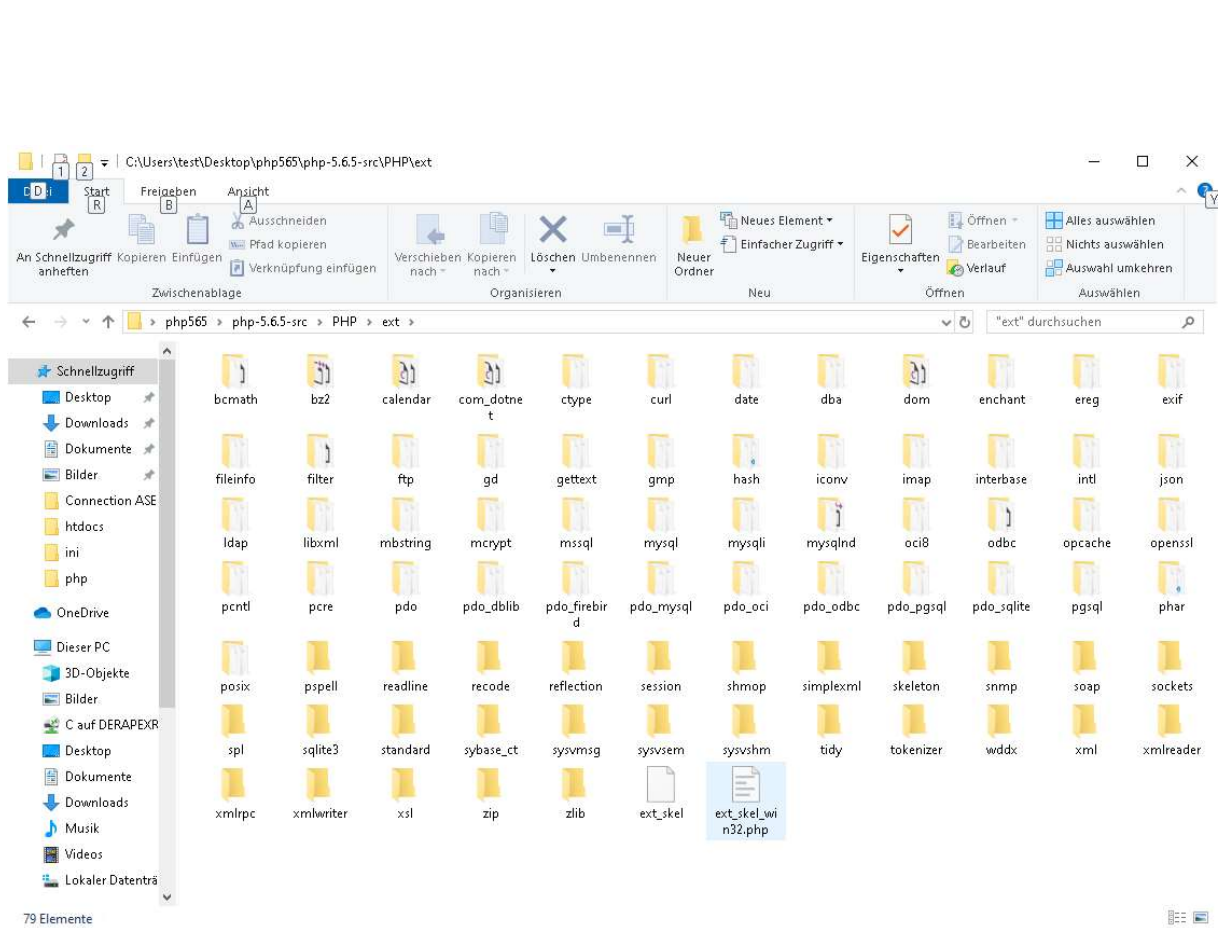 C:\Users\test\Desktop\php565\php-5.6.5-src\PHP\ext
1 2
D Start Freigeben Ansicht
R B A Y
An Schnellzugriff anheften
Kopieren
Einfügen
Ausschneiden
Pfad kopieren
Verknüpfung einfügen
Verschieben nach
Kopieren nach
Löschen
Umbenennen
Neuer Ordner
Neues Element
Einfacher Zugriff
Eigenschaften
Öffnen
Bearbeiten
Verlauf
Alles auswählen
Nichts auswählen
Auswahl umkehren
Zwischenablage
Organisieren
Neu
Öffnen
Auswählen
php565 php-5.6.5-src PHP ext
"ext" durchsuchen
Schnellzugriff
Desktop
Downloads
Dokumente
Bilder
Connection ASE
htdocs
ini
php
OneDrive
Dieser PC
3D-Objekte
Bilder
C auf DERAPEXR
Desktop
Dokumente
Downloads
Musik
Videos
Lokaler Datenträ
bcmath bz2 calendar com_dotne ctype curl date dba dom enchant ereg exif
t
fileinfo filter ftp gd gettext gmp hash iconv imap interbase intl json
ldap libxml mbstring mcrypt mssql mysql mysqli mysqlnd oci8 odbc opcache openssl
pcntl pcre pdo pdo_dblib pdo_firebir pdo_mysql pdo_oci pdo_odbc pdo_pgsql pdo_sqlite pgsql phar
d
posix pspell readline recode reflection session shmop simplexml skeleton snmp soap sockets
spl sqlite3 standard sybase_ct sysvmsg sysvsem sysvshm tidy tokenizer wddx xml xmlreader
xmlrpc xmlwriter xsl zip zlib ext_skel ext_skel_wi
n32.php
79 Elemente